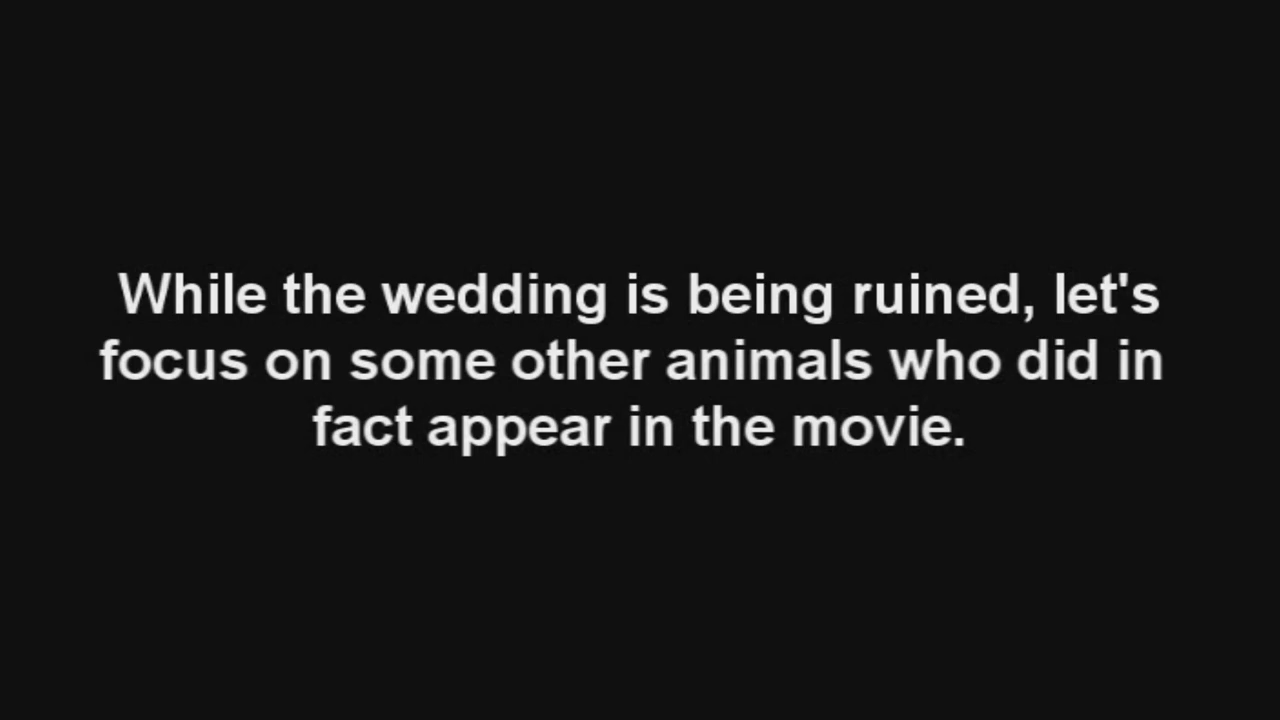 While the wedding is being ruined, let's
focus on some other animals who did in
fact appear in the movie.